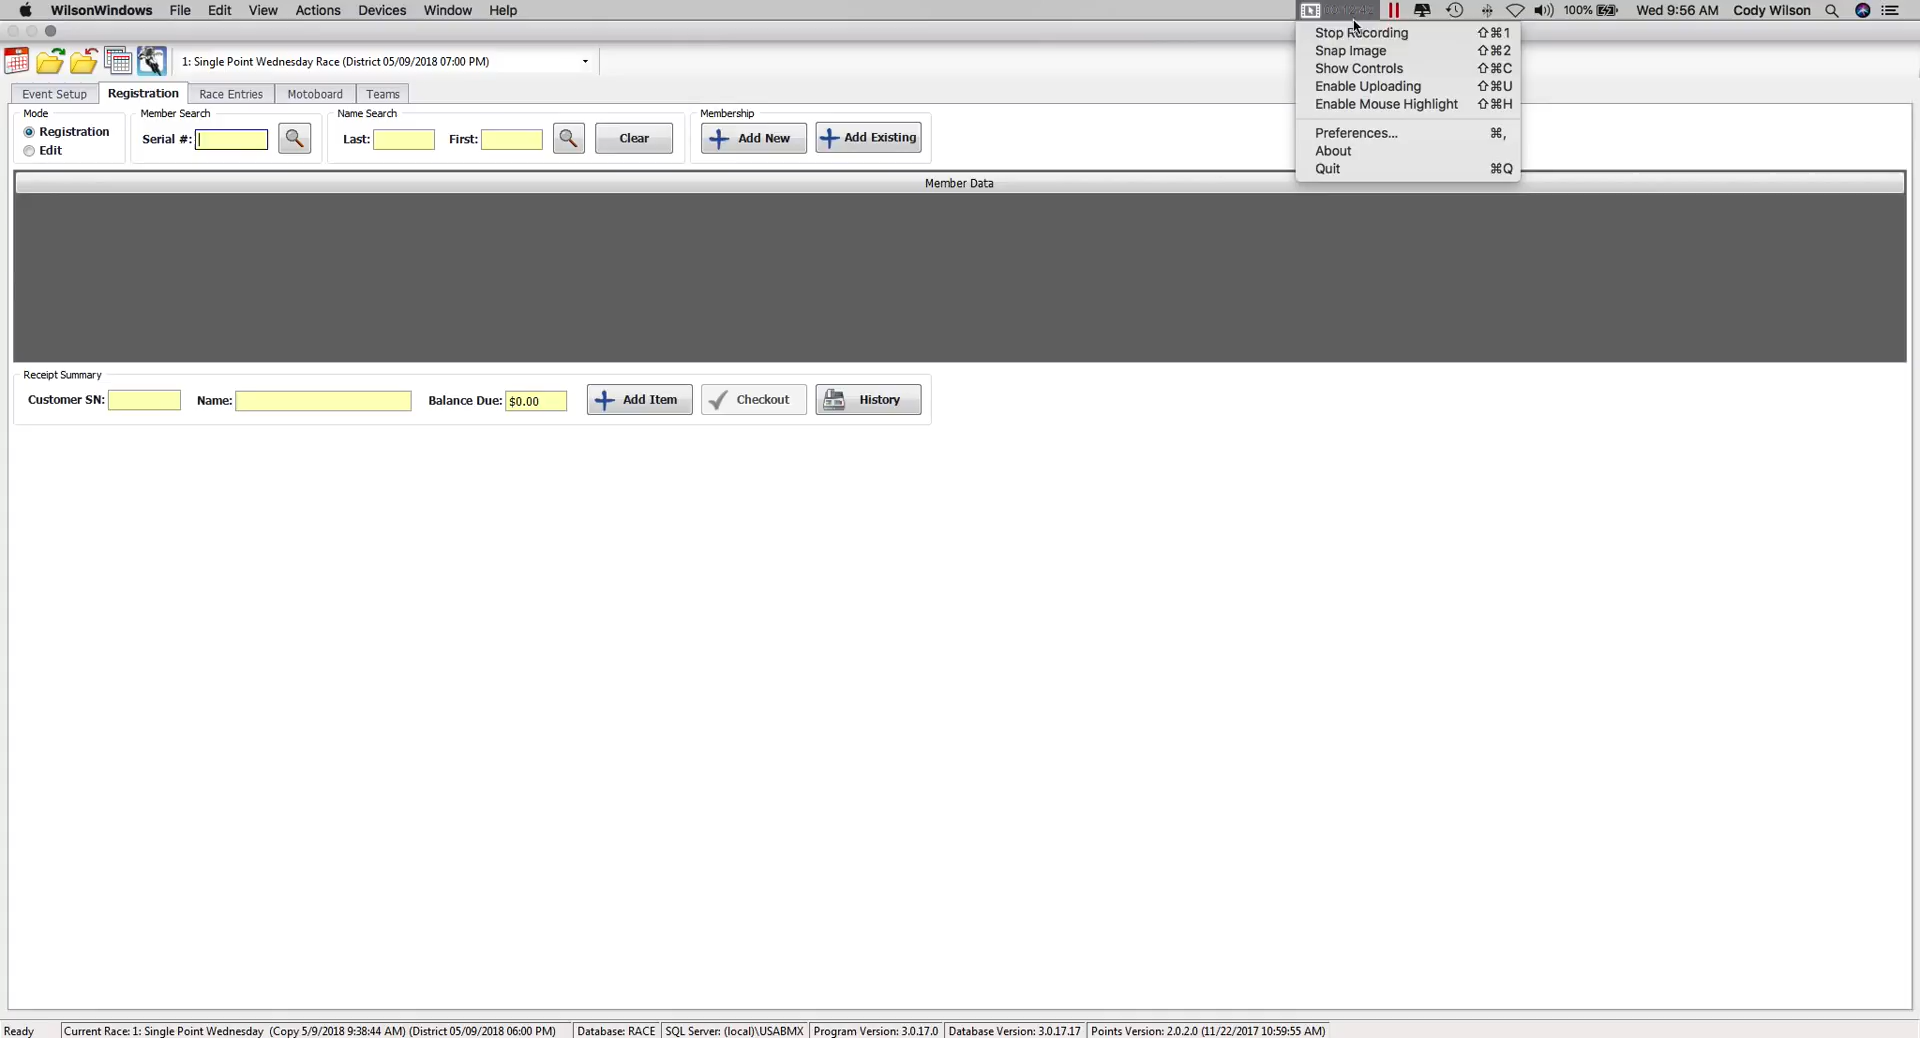 WilsonWindows File Edit View Actions Devices Window Help 100% Wed 9:56 AM Cody Wilson
Stop Recording ⇧⌘1
Snap Image ⇧⌘2
Show Controls ⇧⌘C
Enable Uploading ⇧⌘U
Enable Mouse Highlight ⇧⌘H
Preferences... ⌘,
About
Quit ⌘Q
1: Single Point Wednesday Race (District 05/09/2018 07:00 PM)
Event Setup Registration Race Entries Motoboard Teams
Mode Member Search Name Search Membership
Registration
Edit
Serial #: Last: First: Clear Add New Add Existing
Member Data
Receipt Summary
Customer SN: Name: Balance Due: $0.00 Add Item Checkout History
Ready Current Race: 1: Single Point Wednesday (Copy 5/9/2018 9:38:44 AM) (District 05/09/2018 06:00 PM) Database: RACE SQL Server: (local)\USABMX Program Version: 3.0.17.0 Database Version: 3.0.17.17 Points Version: 2.0.2.0 (11/22/2017 10:59:55 AM)